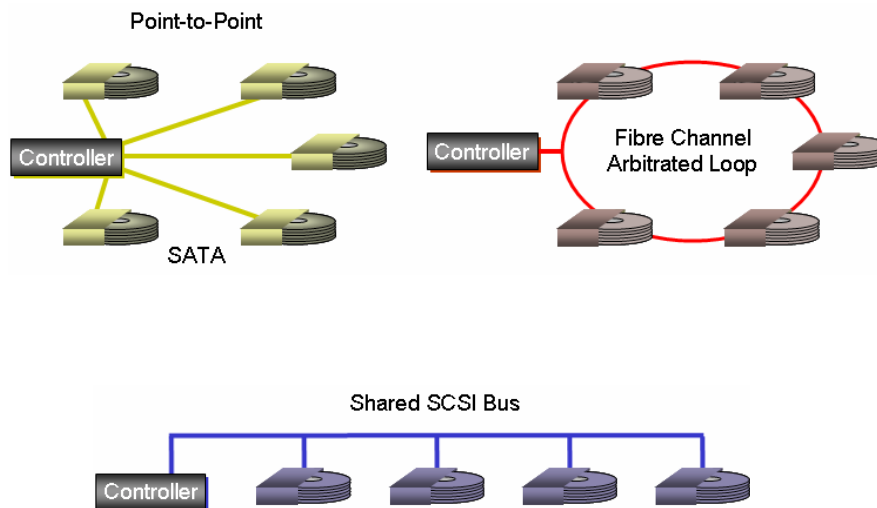 Point-to-Point
Controller
SATA
Controller
Fibre Channel
Arbitrated Loop
Shared SCSI Bus
Controller